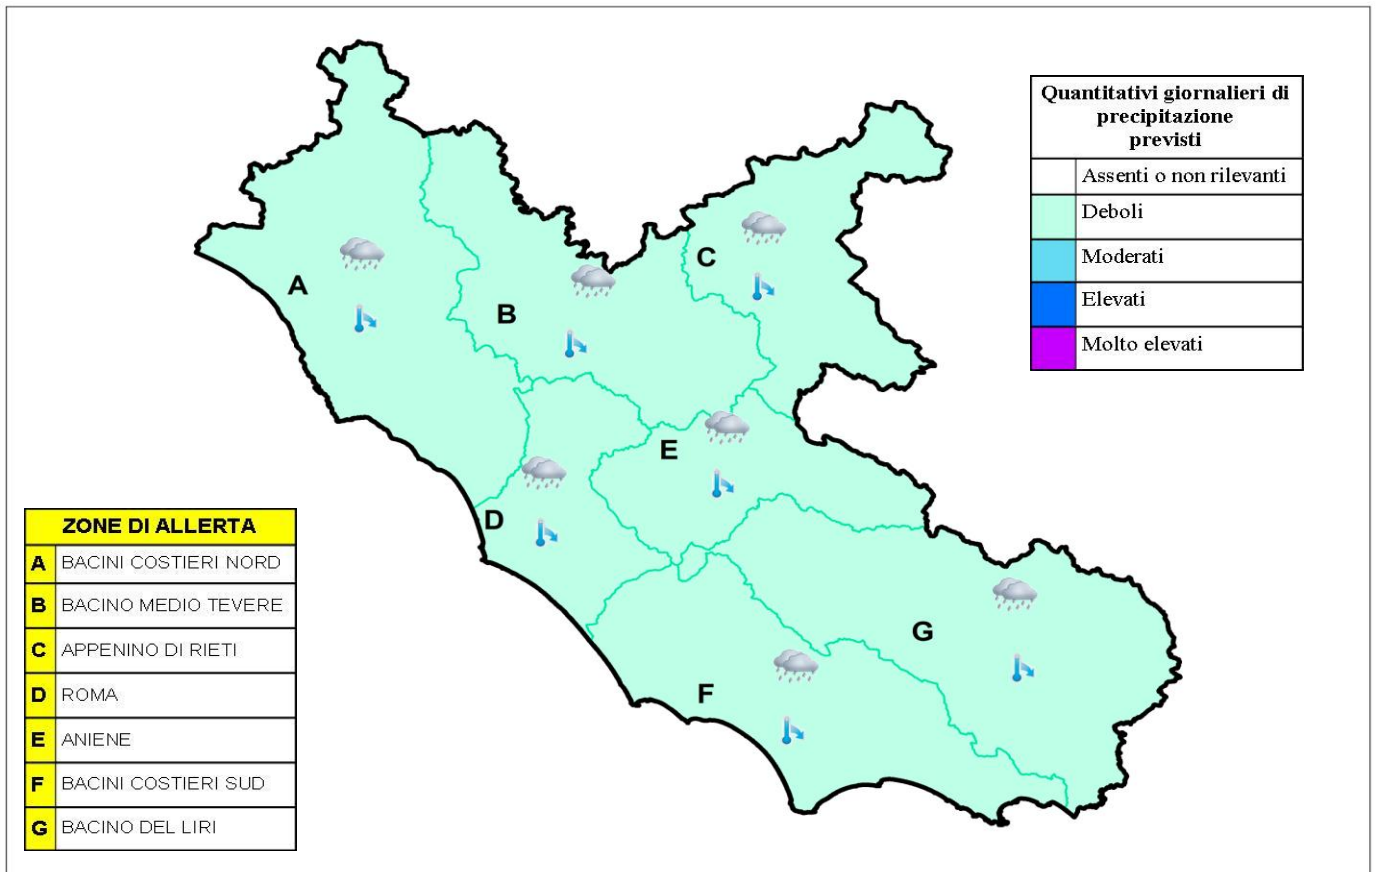 Quantitativi giornalieri di
precipitazione
previsti
Assenti o non rilevanti
Deboli
Moderati
Elevati
Molto elevati
A
B
C
D
E
F
G
ZONE DI ALLERTA
A BACINI COSTIERI NORD
B BACINO MEDIO TEVERE
C APPENINO DI RIETI
D ROMA
E ANIENE
F BACINI COSTIERI SUD
G BACINO DEL LIRI